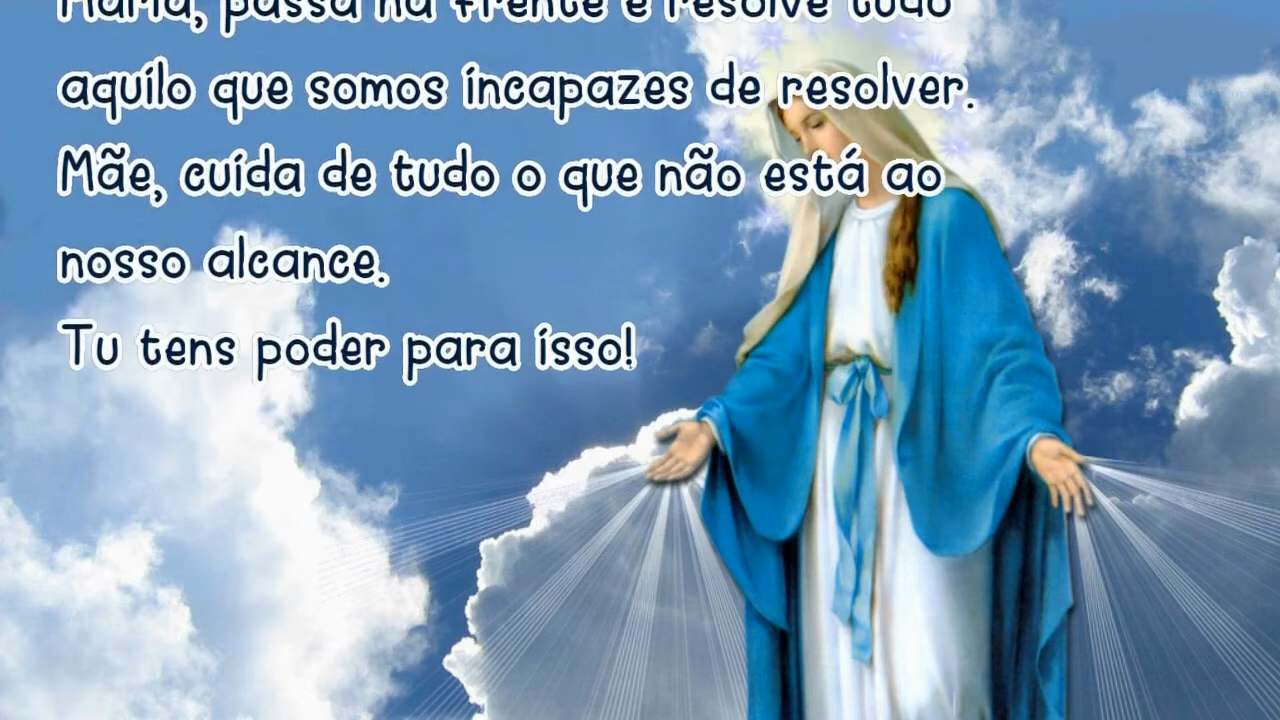 Maria, passa na frente e resolve tudo
aquilo que somos incapazes de resolver.
Mãe, cuida de tudo o que não está ao
nosso alcance.
Tu tens poder para isso!